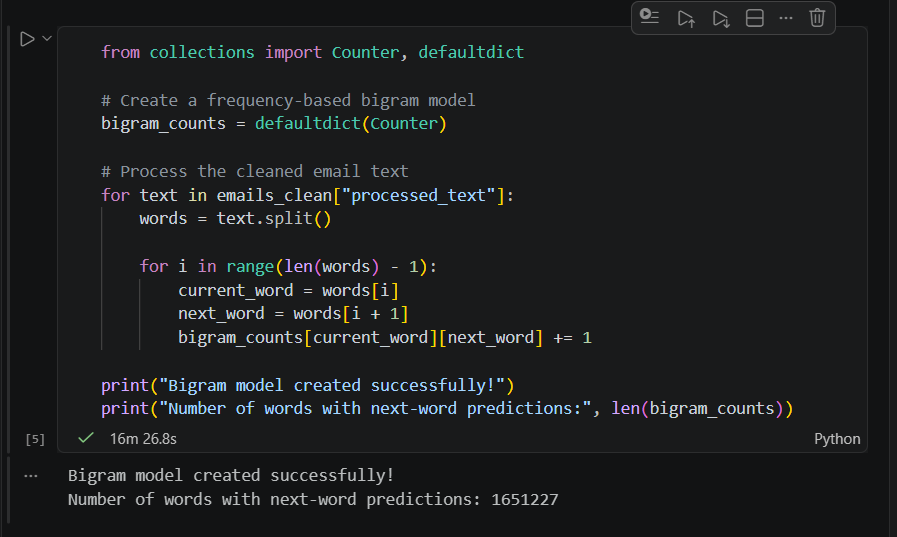 from collections import Counter, defaultdict
# Create a frequency-based bigram model
bigram_counts = defaultdict(Counter)
# Process the cleaned email text
for text in emails_clean["processed_text"]:
    words = text.split()
    for i in range(len(words) - 1):
        current_word = words[i]
        next_word = words[i + 1]
        bigram_counts[current_word][next_word] += 1
print("Bigram model created successfully!")
print("Number of words with next-word predictions:", len(bigram_counts))
[5] 16m 26.8s Python
Bigram model created successfully!
Number of words with next-word predictions: 1651227